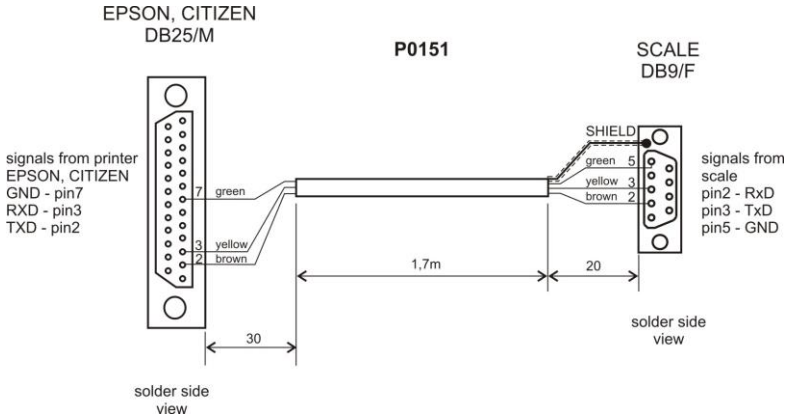 EPSON, CITIZEN
DB25/M
P0151
SCALE
DB9/F
signals from printer
EPSON, CITIZEN
GND - pin7
RXD - pin3
TXD - pin2
7 green
3 yellow
2 brown
SHIELD
green 5
yellow 3
brown 2
signals from
scale
pin2 - RxD
pin3 - TxD
pin5 - GND
1,7m
20
30
solder side
view
solder side
view